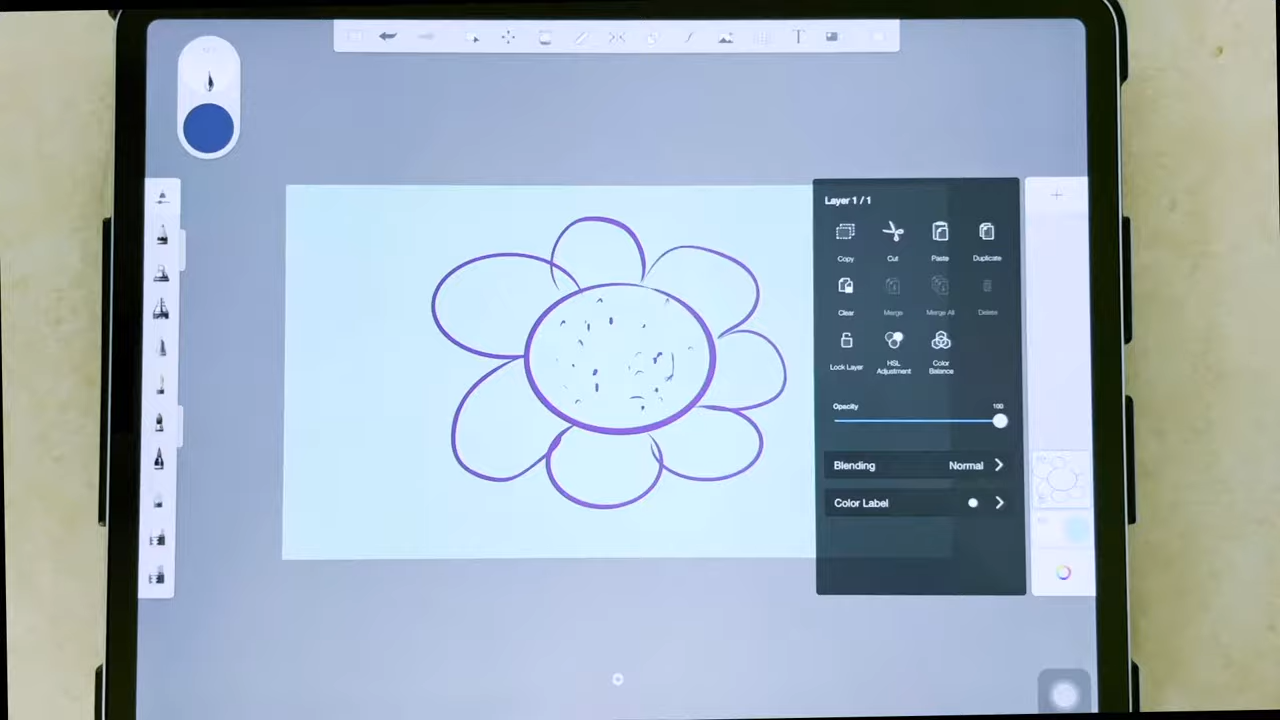 Layer 1 / 1
Copy Cut Paste Duplicate
Clear Merge Merge All Delete
Lock Layer HSL Adjustment Color Balance
Opacity 100
Blending Normal
Color Label
T